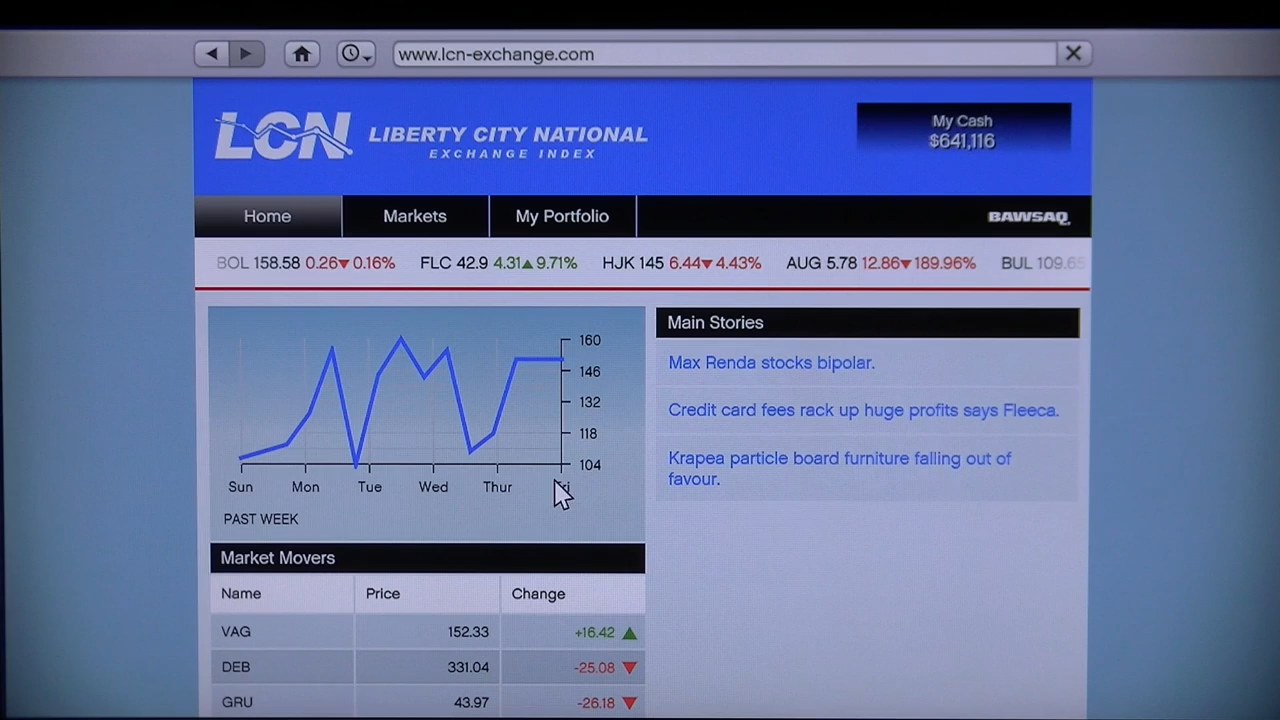 www.lcn-exchange.com
LCN LIBERTY CITY NATIONAL
EXCHANGE INDEX
My Cash
$641,116
Home Markets My Portfolio BAWSAQ
BOL 158.58 0.26▼ 0.16% FLC 42.9 4.31▲ 9.71% HJK 145 6.44▼ 4.43% AUG 5.78 12.86▼ 189.96% BUL 109.65
160
146
132
118
104
Sun Mon Tue Wed Thur
PAST WEEK
Main Stories
Max Renda stocks bipolar.
Credit card fees rack up huge profits says Fleeca.
Krapea particle board furniture falling out of
favour.
Market Movers
Name Price Change
VAG 152.33 +16.42 ▲
DEB 331.04 -25.08 ▼
GRU 43.97 -26.18 ▼